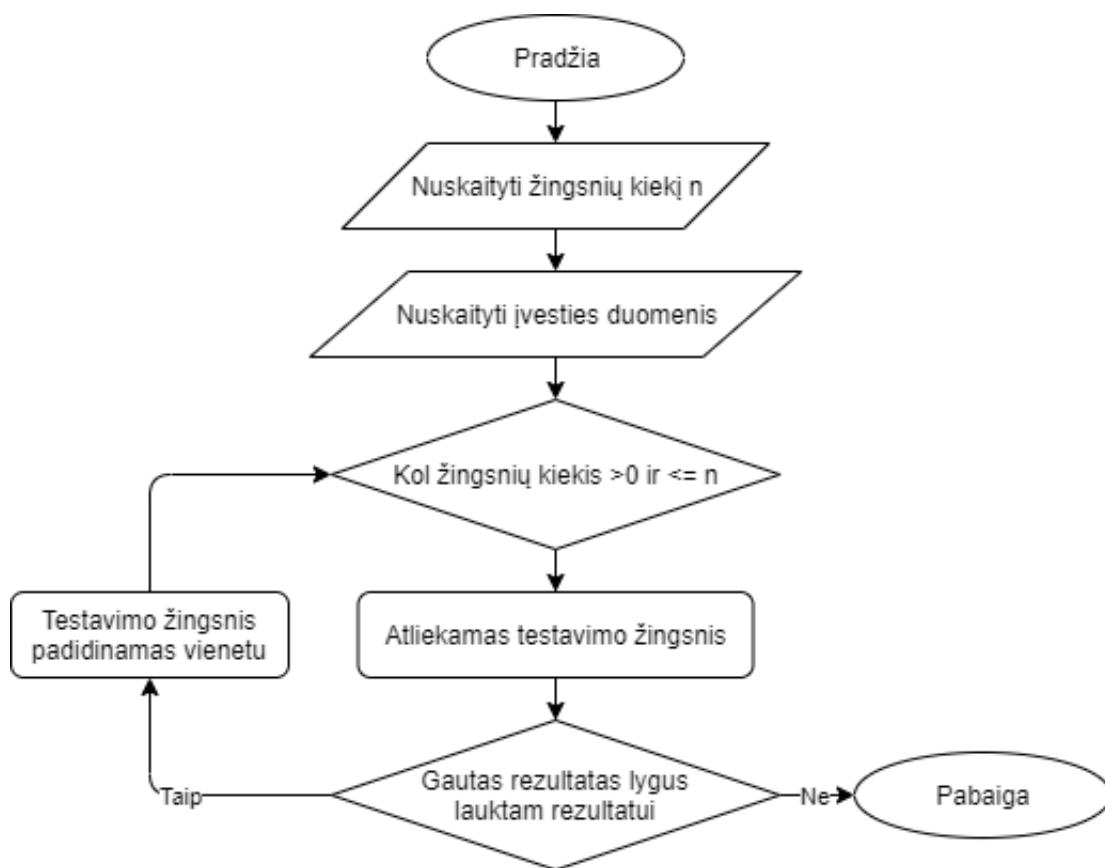 Pradžia
Nuskaityti žingsnių kiekį n
Nuskaityti įvesties duomenis
Kol žingsnių kiekis >0 ir <= n
Testavimo žingsnis
padidinamas vienetu
Atliekamas testavimo žingsnis
Gautas rezultatas lygus
lauktam rezultatui
Taip
Ne
Pabaiga